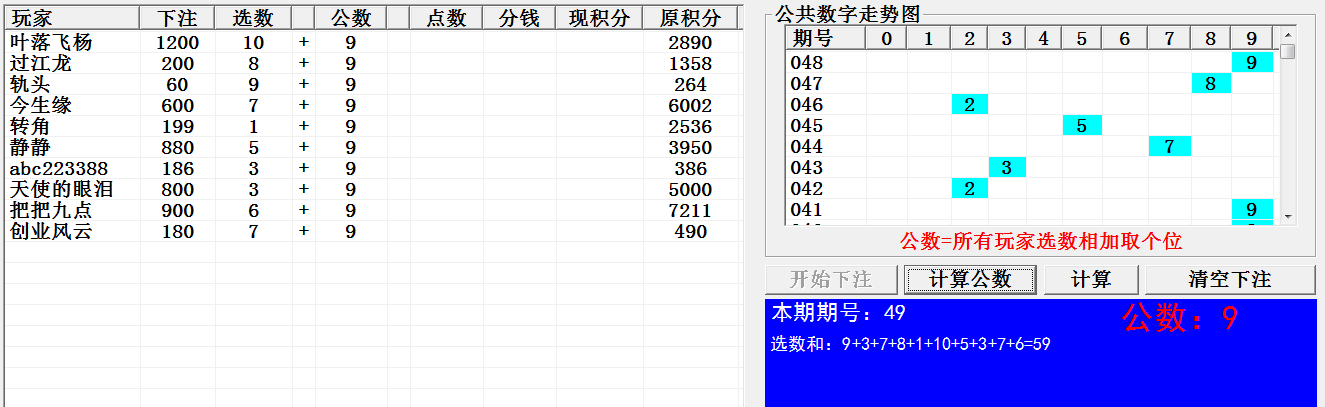 玩家 下注 选数 公数 点数 分钱 现积分 原积分
叶落飞杨 1200 10 + 9 2890
过江龙 200 8 + 9 1358
轨头 60 9 + 9 264
今生缘 600 7 + 9 6002
转角 199 1 + 9 2536
静静 880 5 + 9 3950
abc223388 186 3 + 9 386
天使的眼泪 800 3 + 9 5000
把把九点 900 6 + 9 7211
创业风云 180 7 + 9 490
公共数字走势图
期号 0 1 2 3 4 5 6 7 8 9
048 9
047 8
046 2
045 5
044 7
043 3
042 2
041 9
公数=所有玩家选数相加取个位
开始下注 计算公数 计算 清空下注
本期期号：49 公数：9
选数和：9+3+7+8+1+10+5+3+7+6=59